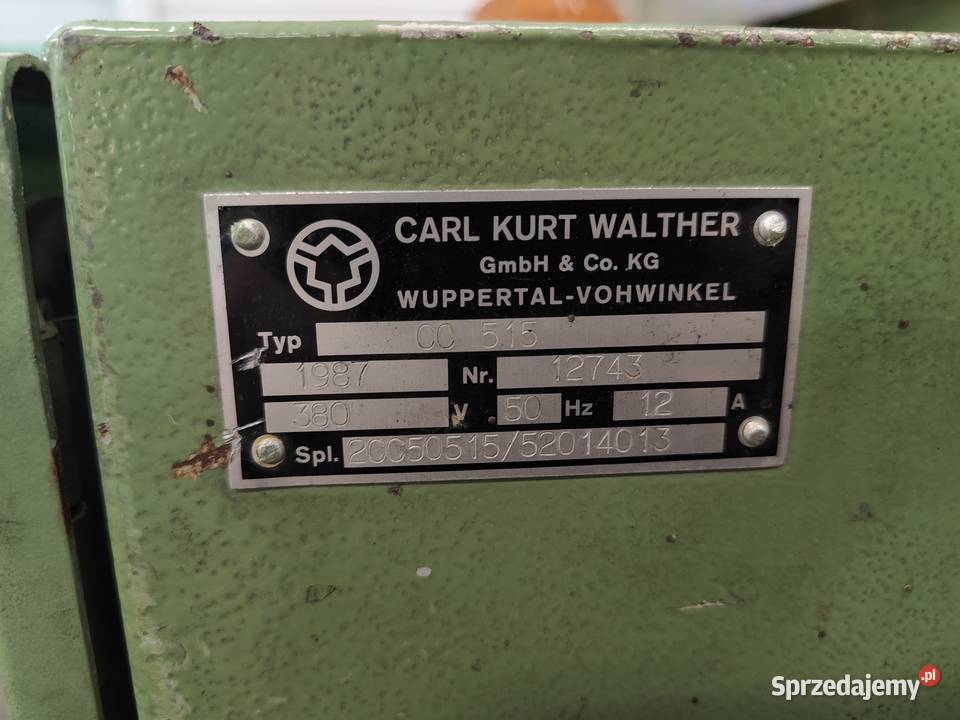 CARL KURT WALTHER
GmbH & Co. KG
WUPPERTAL-VOHWINKEL
Typ CC 515
1987 Nr. 12743
380 V 50 Hz 12 A
Spl. 2CC50515/52014013
Sprzedajemy.pl